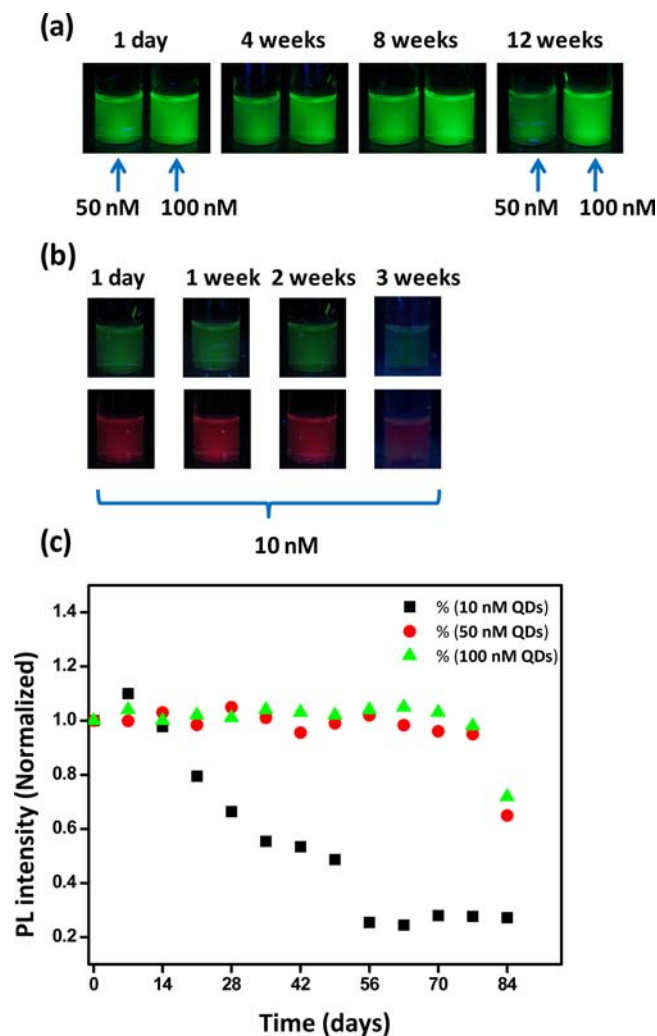 (a)
1 day 4 weeks 8 weeks 12 weeks
50 nM 100 nM 50 nM 100 nM
(b)
1 day 1 week 2 weeks 3 weeks
10 nM
(c)
PL intensity (Normalized)
1.4
1.2
1.0
0.8
0.6
0.4
0.2
% (10 nM QDs)
% (50 nM QDs)
% (100 nM QDs)
0 14 28 42 56 70 84
Time (days)